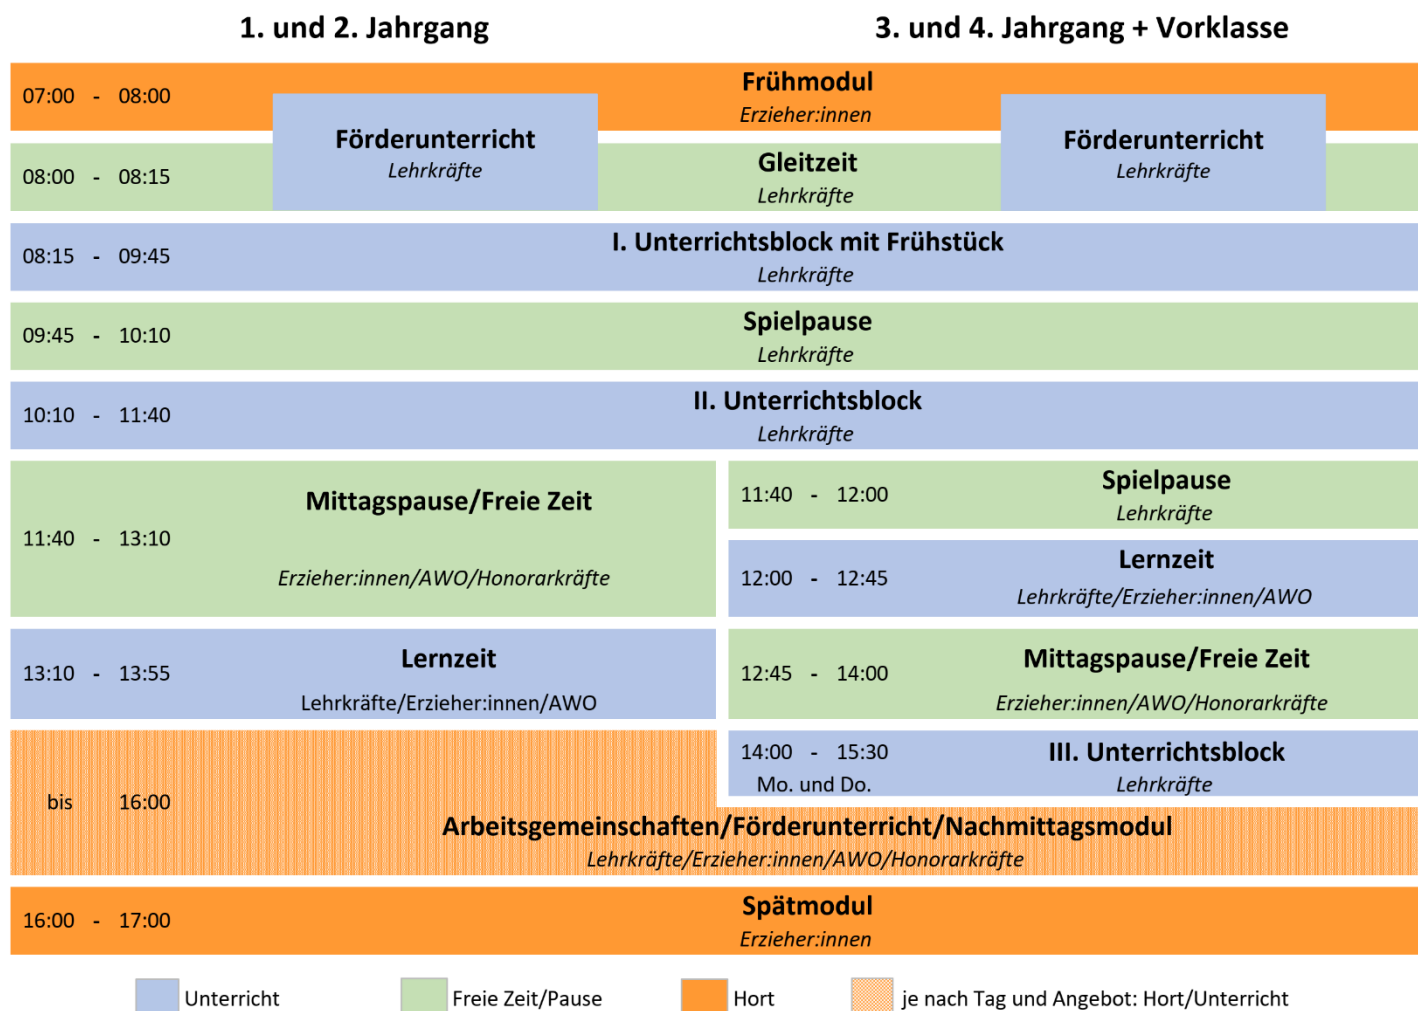 1. und 2. Jahrgang
3. und 4. Jahrgang + Vorklasse
07:00 - 08:00
Frühmodul
Erzieher:innen
Förderunterricht
Lehrkräfte
Förderunterricht
Lehrkräfte
08:00 - 08:15
Gleitzeit
Lehrkräfte
08:15 - 09:45
I. Unterrichtsblock mit Frühstück
Lehrkräfte
09:45 - 10:10
Spielpause
Lehrkräfte
10:10 - 11:40
II. Unterrichtsblock
Lehrkräfte
11:40 - 13:10
Mittagspause/Freie Zeit
Erzieher:innen/AWO/Honorarkräfte
11:40 - 12:00
Spielpause
Lehrkräfte
12:00 - 12:45
Lernzeit
Lehrkräfte/Erzieher:innen/AWO
13:10 - 13:55
Lernzeit
Lehrkräfte/Erzieher:innen/AWO
12:45 - 14:00
Mittagspause/Freie Zeit
Erzieher:innen/AWO/Honorarkräfte
14:00 - 15:30
Mo. und Do.
III. Unterrichtsblock
Lehrkräfte
bis 16:00
Arbeitsgemeinschaften/Förderunterricht/Nachmittagsmodul
Lehrkräfte/Erzieher:innen/AWO/Honorarkräfte
16:00 - 17:00
Spätmodul
Erzieher:innen
Unterricht
Freie Zeit/Pause
Hort
je nach Tag und Angebot: Hort/Unterricht